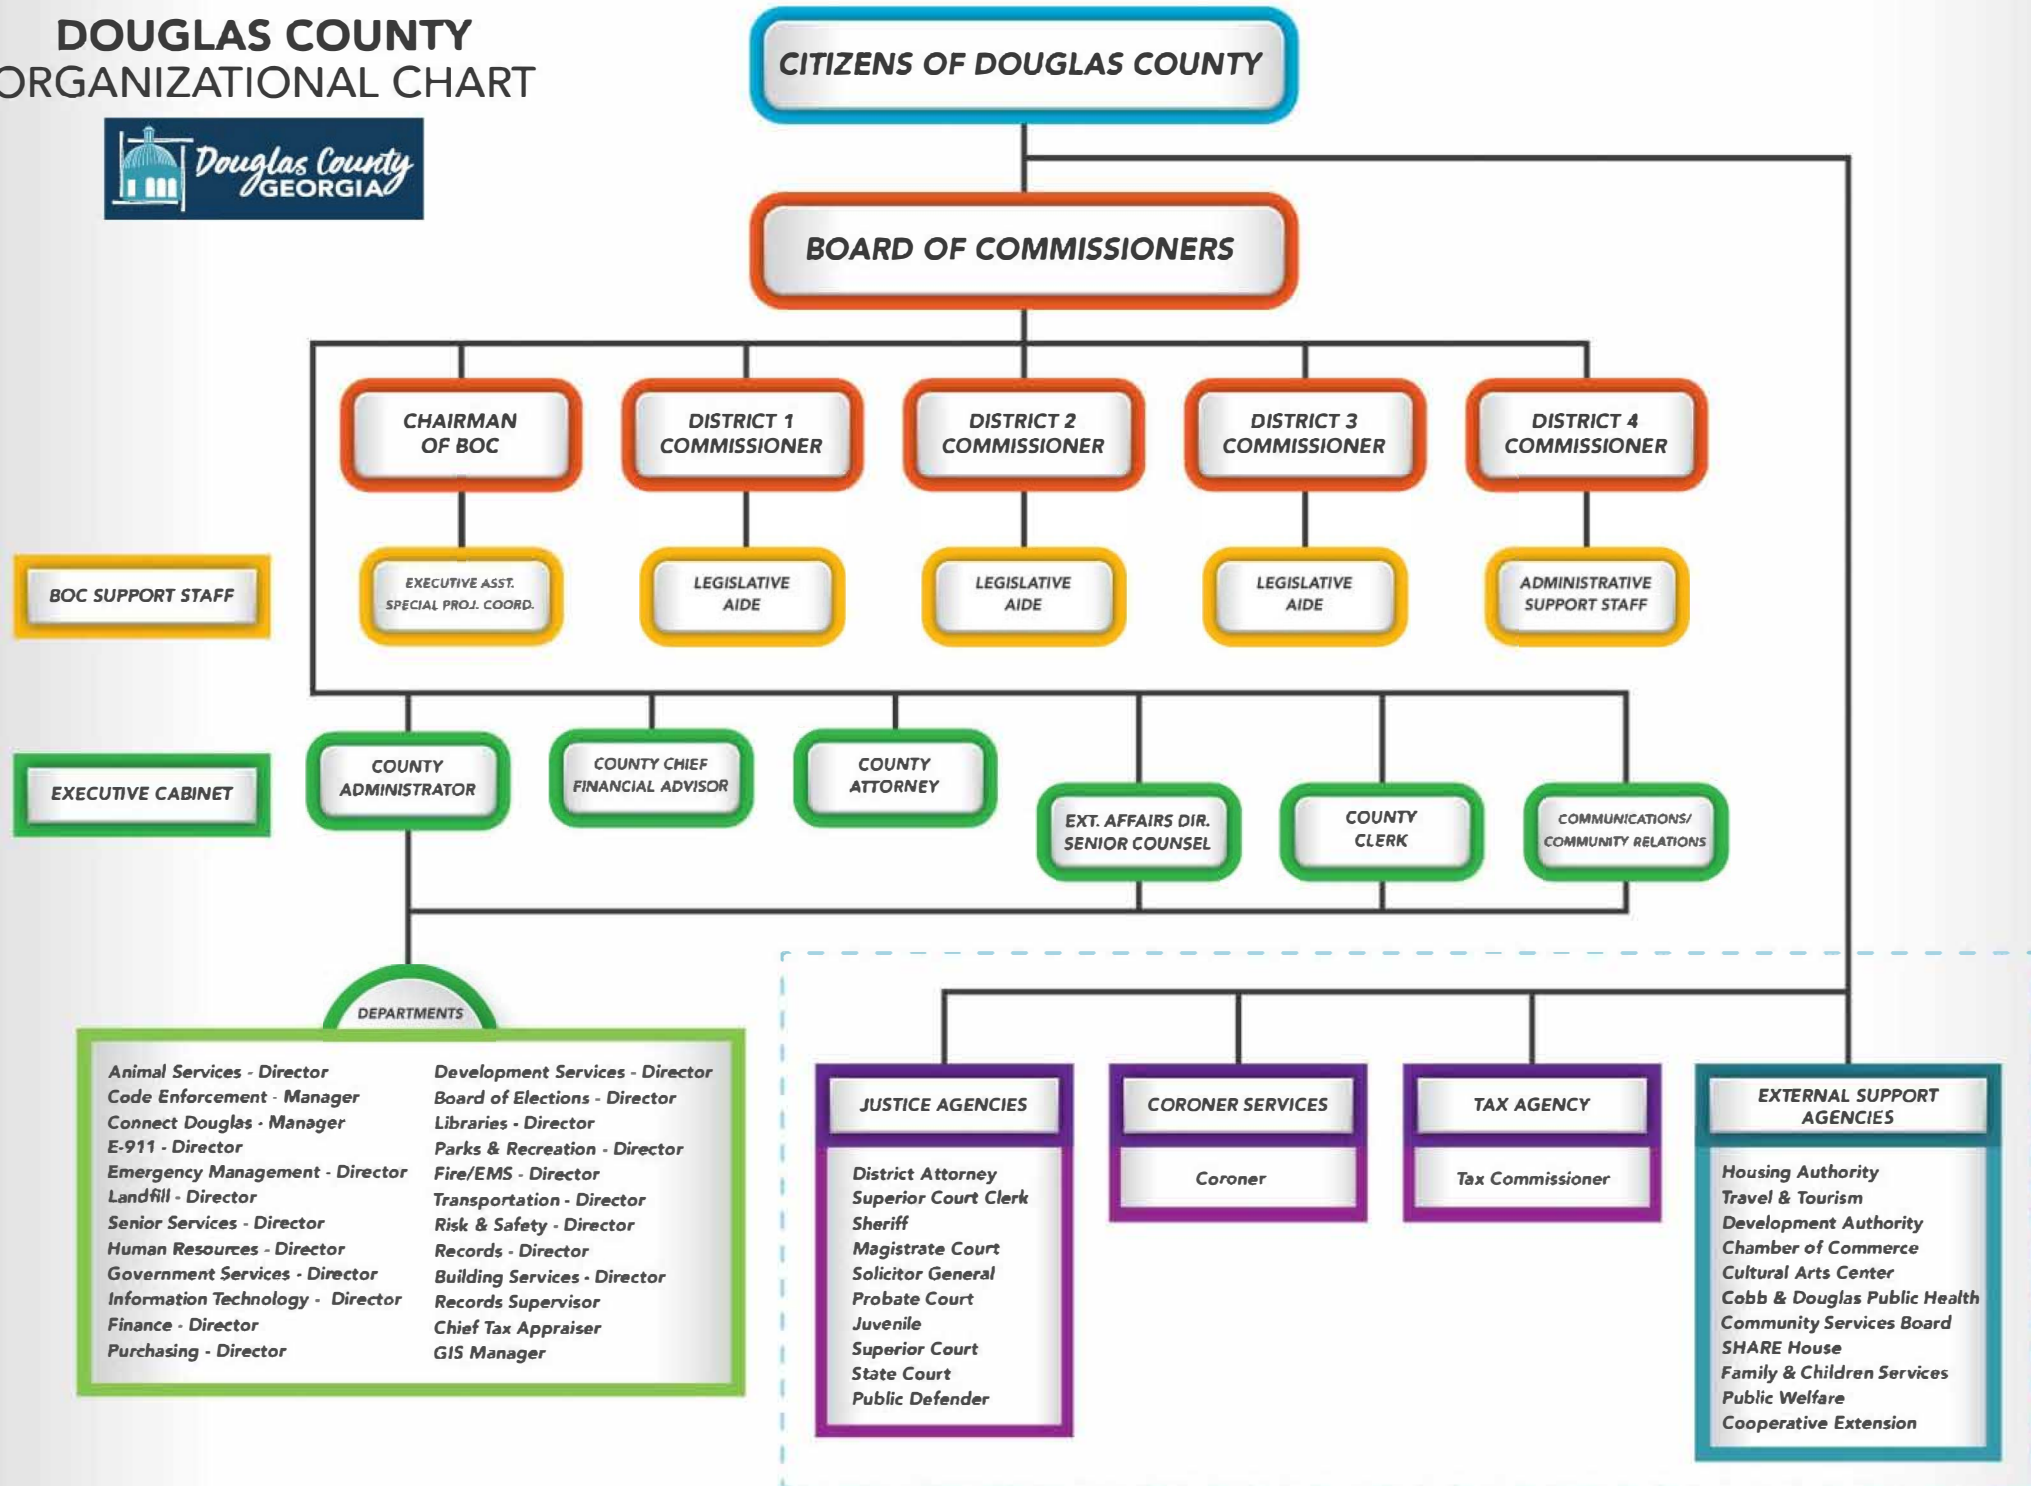 DOUGLAS COUNTY
ORGANIZATIONAL CHART
Douglas County
GEORGIA
CITIZENS OF DOUGLAS COUNTY
BOARD OF COMMISSIONERS
CHAIRMAN
OF BOC
DISTRICT 1
COMMISSIONER
DISTRICT 2
COMMISSIONER
DISTRICT 3
COMMISSIONER
DISTRICT 4
COMMISSIONER
BOC SUPPORT STAFF
EXECUTIVE ASST.
SPECIAL PROJ. COORD.
LEGISLATIVE
AIDE
LEGISLATIVE
AIDE
LEGISLATIVE
AIDE
ADMINISTRATIVE
SUPPORT STAFF
EXECUTIVE CABINET
COUNTY
ADMINISTRATOR
COUNTY CHIEF
FINANCIAL ADVISOR
COUNTY
ATTORNEY
EXT. AFFAIRS DIR.
SENIOR COUNSEL
COUNTY
CLERK
COMMUNICATIONS/
COMMUNITY RELATIONS
DEPARTMENTS
Animal Services - Director
Code Enforcement - Manager
Connect Douglas - Manager
E-911 - Director
Emergency Management - Director
Landfill - Director
Senior Services - Director
Human Resources - Director
Government Services - Director
Information Technology - Director
Finance - Director
Purchasing - Director
Development Services - Director
Board of Elections - Director
Libraries - Director
Parks & Recreation - Director
Fire/EMS - Director
Transportation - Director
Risk & Safety - Director
Records - Director
Building Services - Director
Records Supervisor
Chief Tax Appraiser
GIS Manager
JUSTICE AGENCIES
District Attorney
Superior Court Clerk
Sheriff
Magistrate Court
Solicitor General
Probate Court
Juvenile
Superior Court
State Court
Public Defender
CORONER SERVICES
Coroner
TAX AGENCY
Tax Commissioner
EXTERNAL SUPPORT
AGENCIES
Housing Authority
Travel & Tourism
Development Authority
Chamber of Commerce
Cultural Arts Center
Cobb & Douglas Public Health
Community Services Board
SHARE House
Family & Children Services
Public Welfare
Cooperative Extension